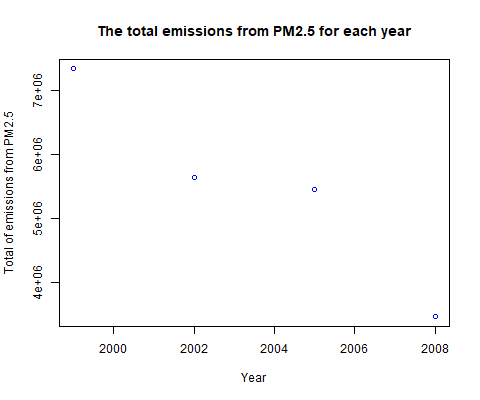 The total emissions from PM2.5 for each year
Total of emissions from PM2.5
7e+06
6e+06
5e+06
4e+06
2000 2002 2004 2006 2008
Year